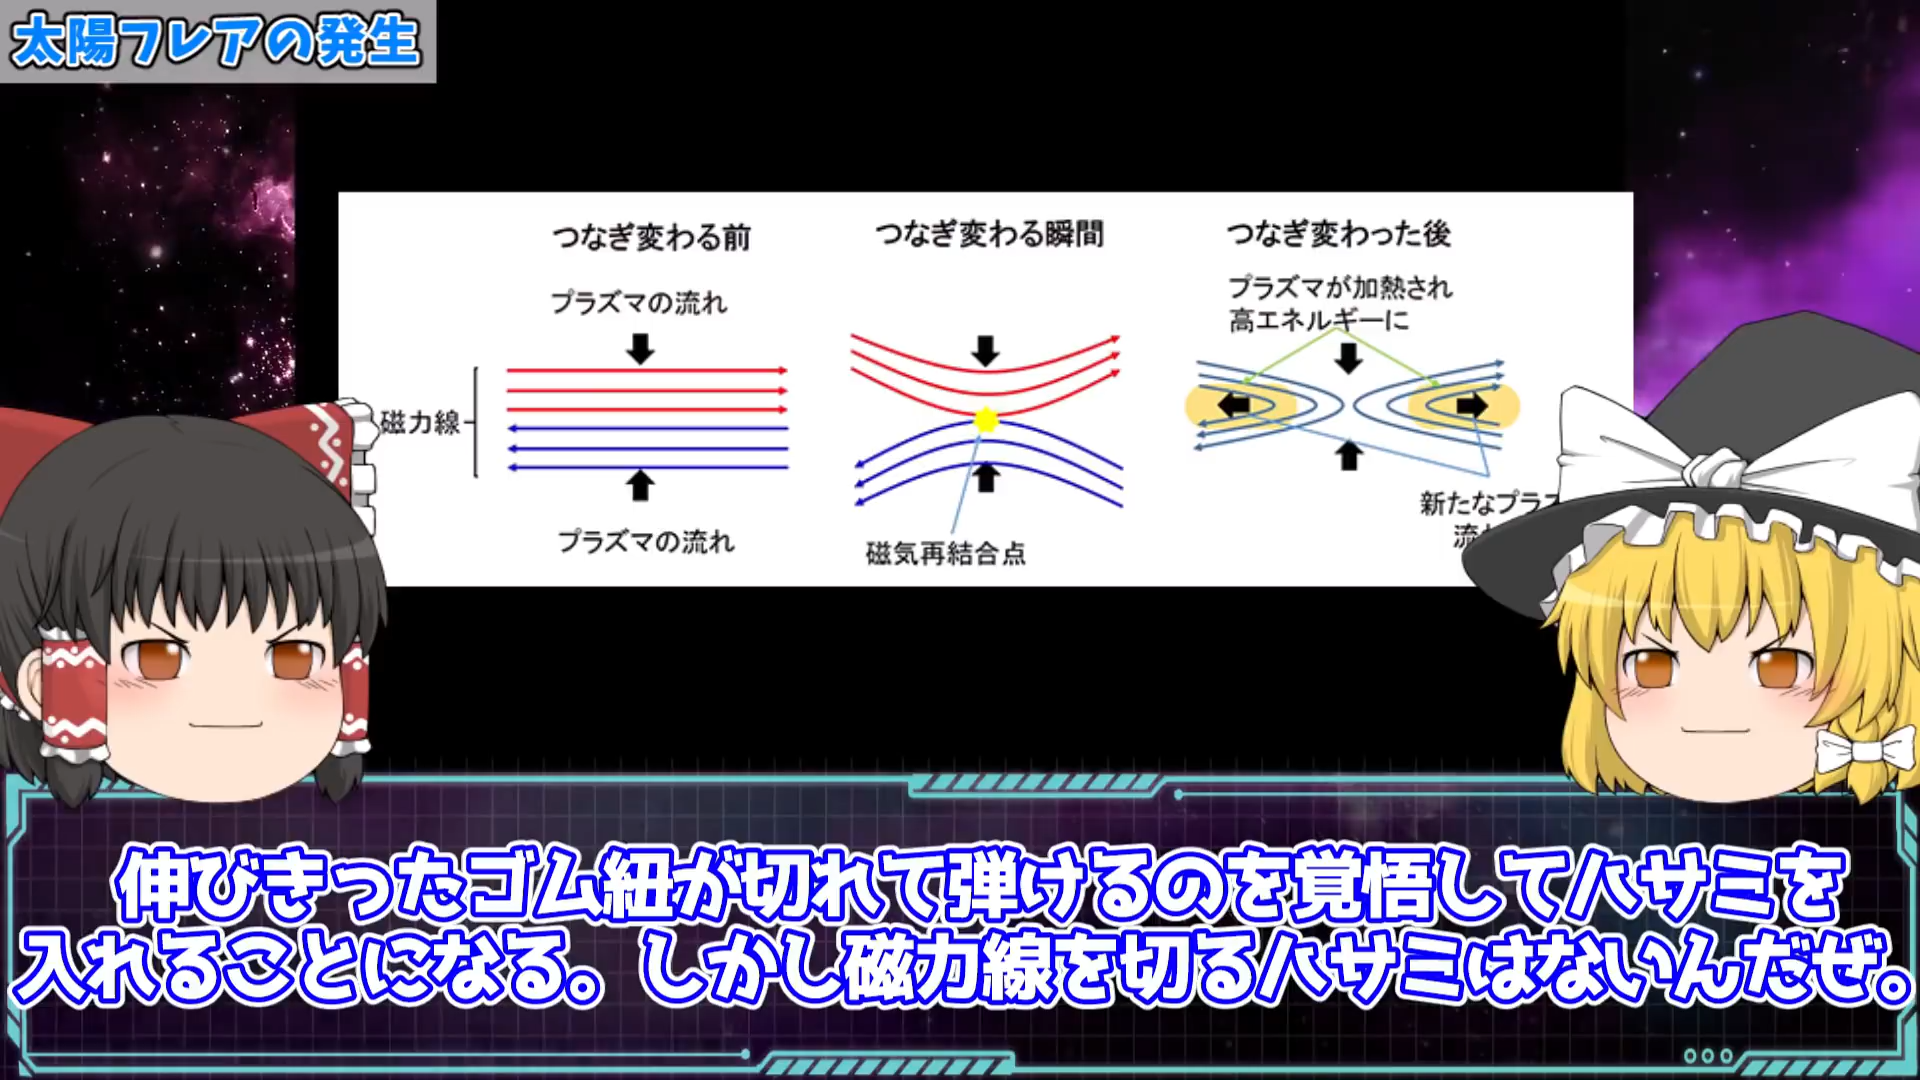 太陽フレアの発生
つなぎ変わる前
つなぎ変わる瞬間
つなぎ変わった後
プラズマの流れ
プラズマが加熱され
高エネルギーに
磁力線
プラズマの流れ
磁気再結合点
新たなプラズ
流
伸びきったゴム紐が切れて弾けるのを覚悟してハサミを
入れることになる。しかし磁力線を切るハサミはないんだぜ。